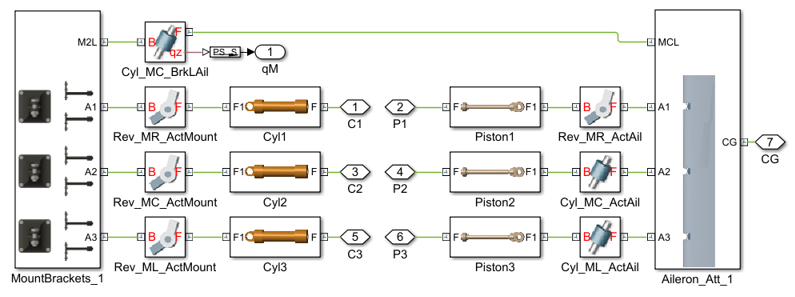 M2L B F MCL
qz PS S 1
Cyl_MC_BrkLAil qM
A1 B F F1 F 1 2 F F1 B F A1
Rev_MR_ActMount Cyl1 C1 P1 Piston1 Rev_MR_ActAil
CG 7
CG
A2 B F F1 F 3 4 F F1 B F A2
Rev_MC_ActMount Cyl2 C2 P2 Piston2 Cyl_MC_ActAil
A3 B F F1 F 5 6 F F1 B F A3
Rev_ML_ActMount Cyl3 C3 P3 Piston3 Cyl_ML_ActAil
MountBrackets_1 Aileron_Att_1